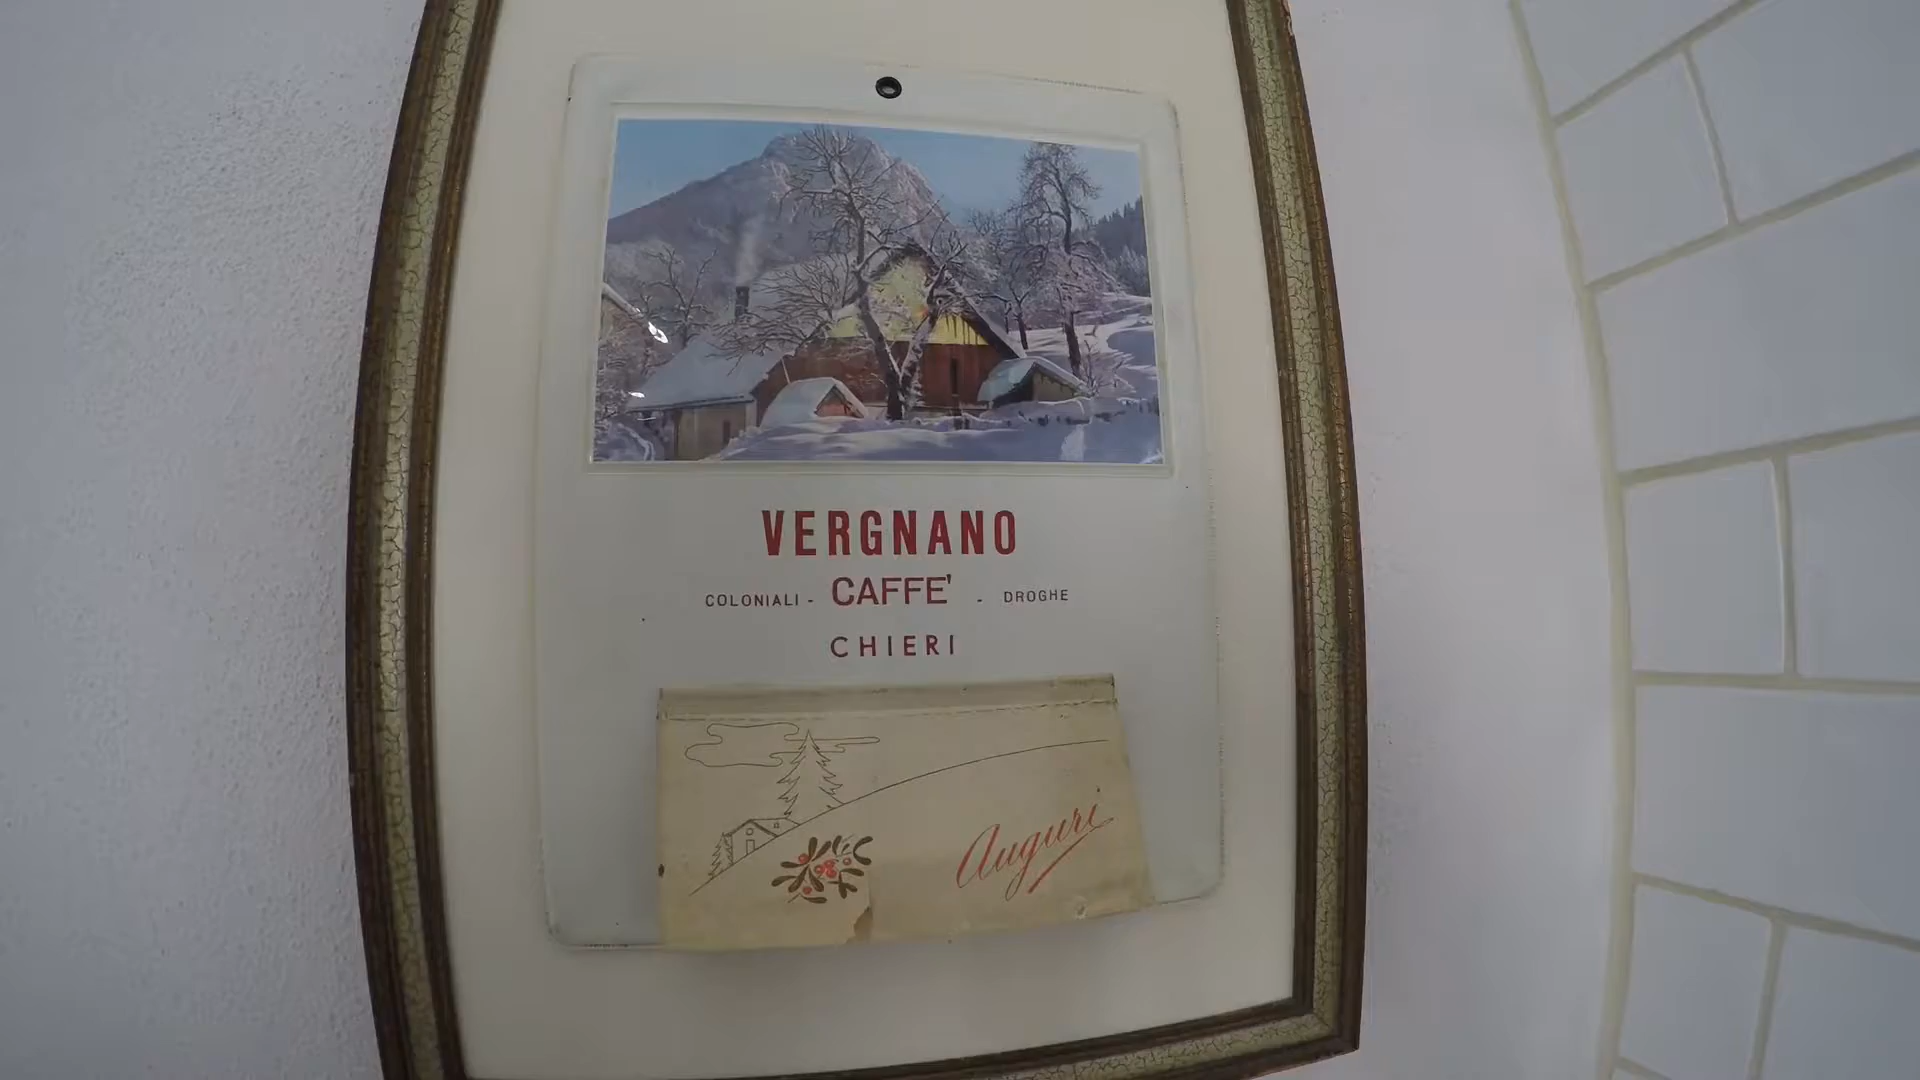 VERGNANO
COLONIALI - CAFFE' - DROGHE
CHIERI
Auguri